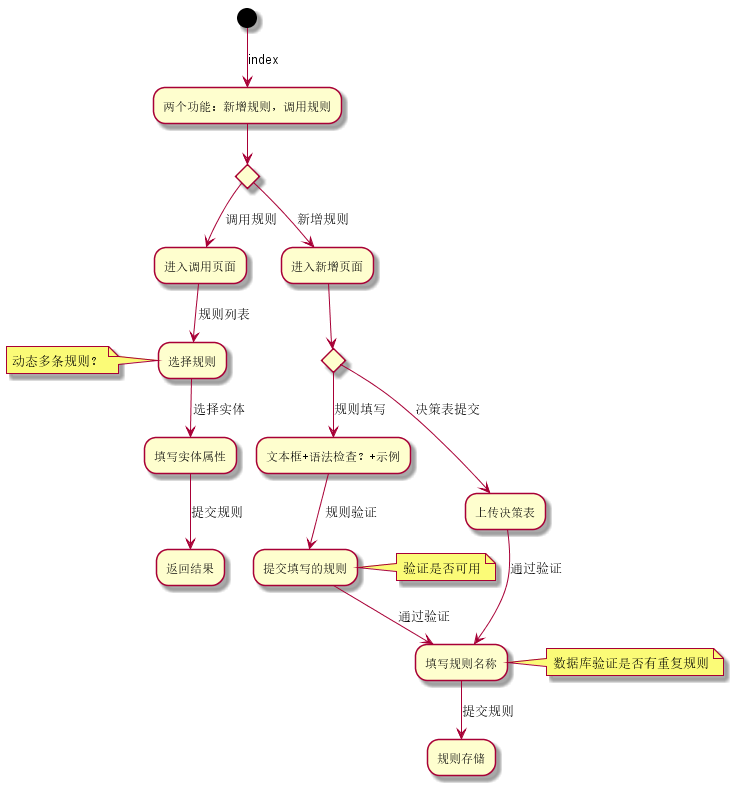 index
两个功能：新增规则，调用规则
调用规则
新增规则
进入调用页面
进入新增页面
规则列表
动态多条规则？
选择规则
选择实体
规则填写
决策表提交
填写实体属性
文本框+语法检查？+示例
提交规则
规则验证
上传决策表
返回结果
提交填写的规则
验证是否可用
通过验证
通过验证
填写规则名称
数据库验证是否有重复规则
提交规则
规则存储